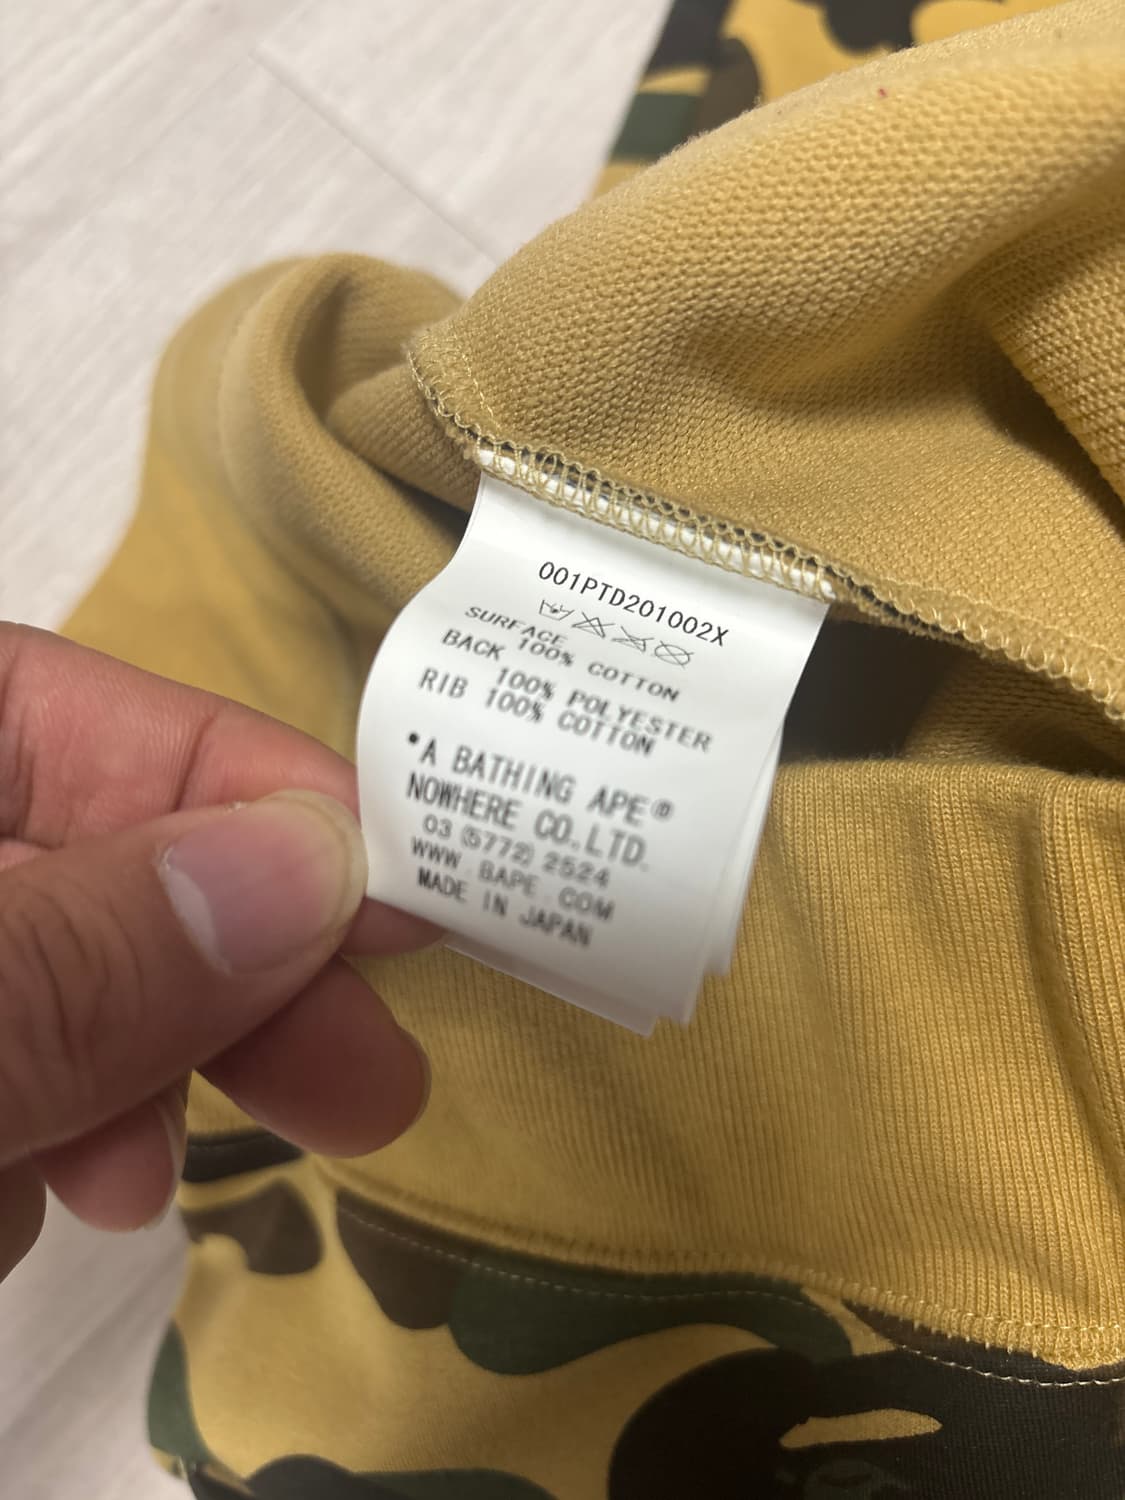 001PTD201002X
SURFACE
100% COTTON
BACK
100% POLYESTER
RIB 100% COTTON
•A BATHING APE®
NOWHERE CO.,LTD.
03 (5772) 2524
WWW.BAPE.COM
MADE IN JAPAN